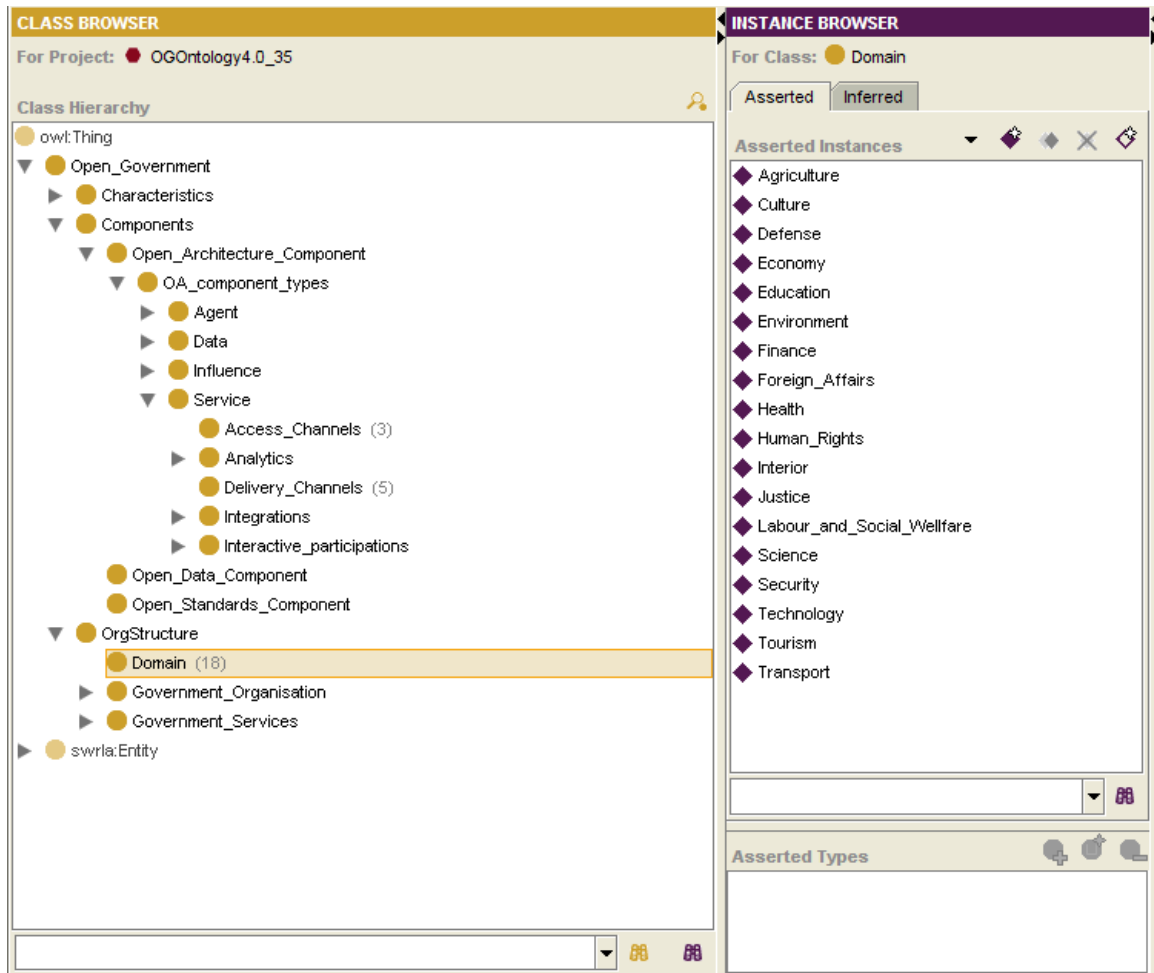 CLASS BROWSER
For Project: OGOntology4.0_35
Class Hierarchy
owl:Thing
Open_Government
Characteristics
Components
Open_Architecture_Component
OA_component_types
Agent
Data
Influence
Service
Access_Channels (3)
Analytics
Delivery_Channels (5)
Integrations
Interactive_participations
Open_Data_Component
Open_Standards_Component
OrgStructure
Domain (18)
Government_Organisation
Government_Services
swrla:Entity
INSTANCE BROWSER
For Class: Domain
Asserted Inferred
Asserted Instances
Agriculture
Culture
Defense
Economy
Education
Environment
Finance
Foreign_Affairs
Health
Human_Rights
Interior
Justice
Labour_and_Social_Wellfare
Science
Security
Technology
Tourism
Transport
Asserted Types